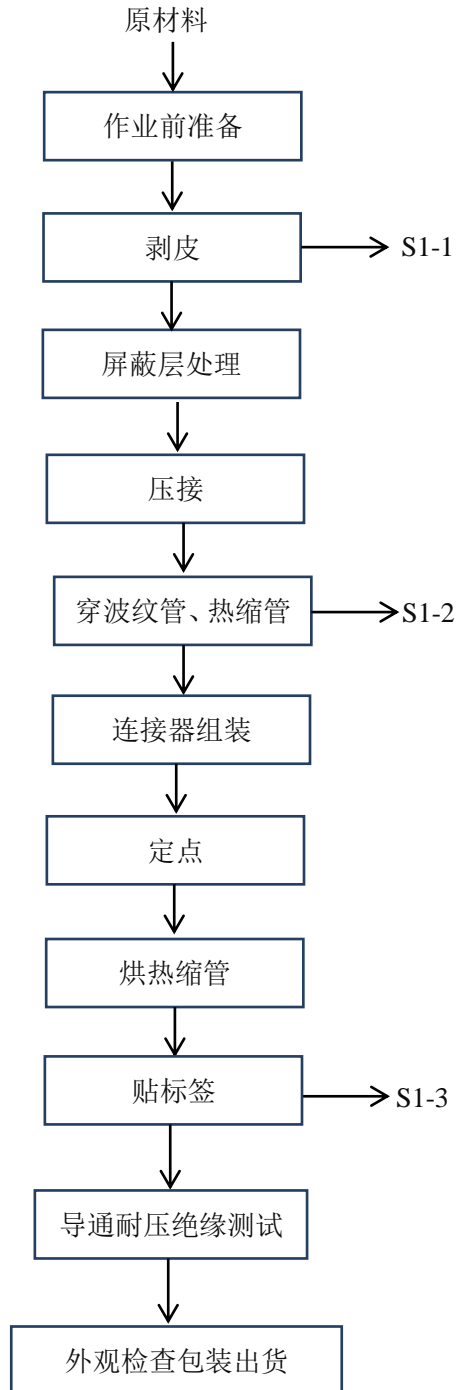 原材料
作业前准备
剥皮
S1-1
屏蔽层处理
压接
穿波纹管、热缩管
S1-2
连接器组装
定点
烘热缩管
贴标签
S1-3
导通耐压绝缘测试
外观检查包装出货